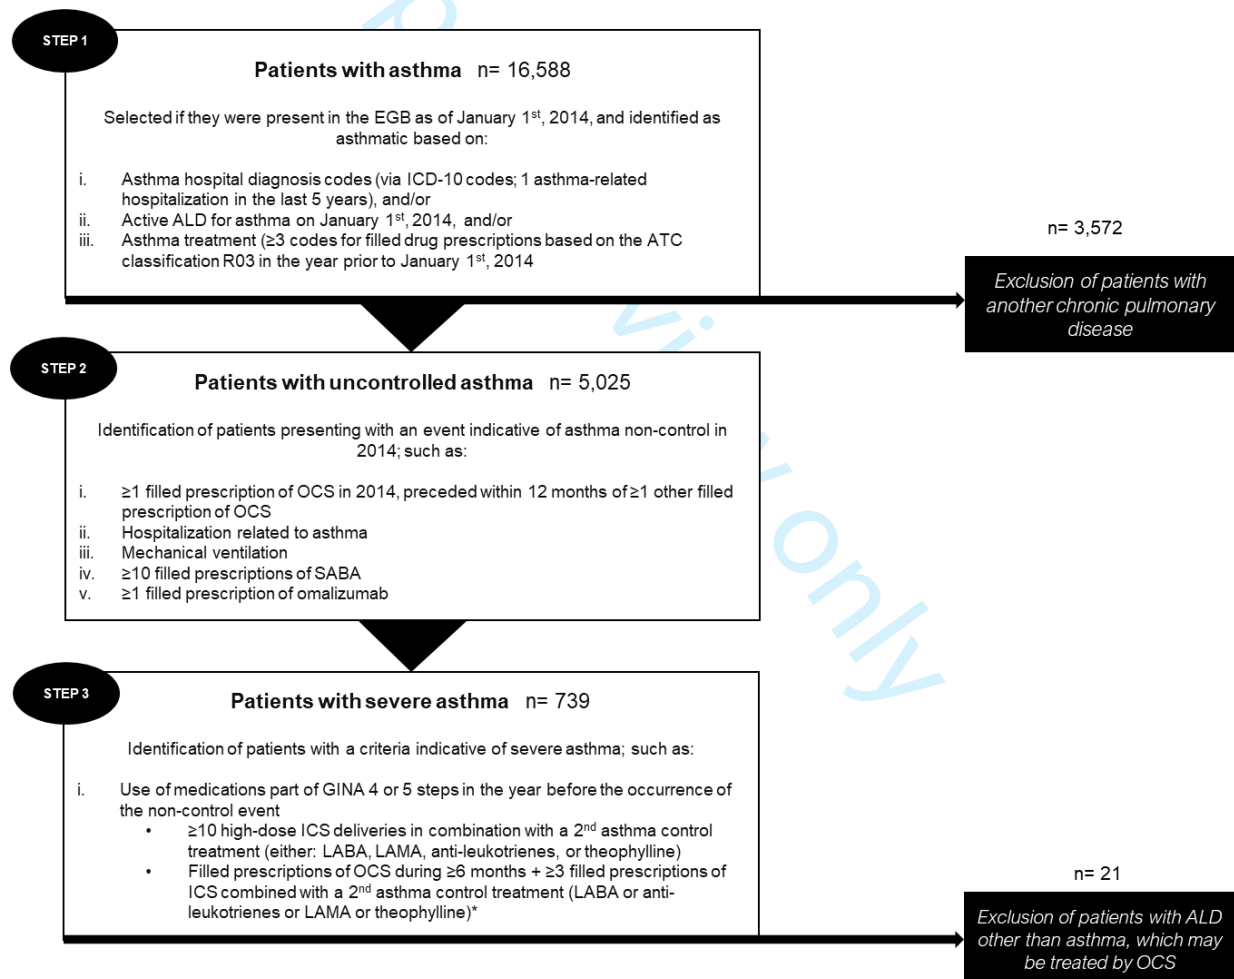 STEP 1
Patients with asthma n= 16,588
Selected if they were present in the EGB as of January 1st, 2014, and identified as
asthmatic based on:
i. Asthma hospital diagnosis codes (via ICD-10 codes; 1 asthma-related
hospitalization in the last 5 years), and/or
ii. Active ALD for asthma on January 1st, 2014, and/or
iii. Asthma treatment (≥3 codes for filled drug prescriptions based on the ATC
classification R03 in the year prior to January 1st, 2014
n= 3,572
Exclusion of patients with
another chronic pulmonary
disease
STEP 2
Patients with uncontrolled asthma n= 5,025
Identification of patients presenting with an event indicative of asthma non-control in
2014; such as:
i. ≥1 filled prescription of OCS in 2014, preceded within 12 months of ≥1 other filled
prescription of OCS
ii. Hospitalization related to asthma
iii. Mechanical ventilation
iv. ≥10 filled prescriptions of SABA
v. ≥1 filled prescription of omalizumab
STEP 3
Patients with severe asthma n= 739
Identification of patients with a criteria indicative of severe asthma; such as:
i. Use of medications part of GINA 4 or 5 steps in the year before the occurrence of
the non-control event
• ≥10 high-dose ICS deliveries in combination with a 2nd asthma control
treatment (either: LABA, LAMA, anti-leukotrienes, or theophylline)
• Filled prescriptions of OCS during ≥6 months + ≥3 filled prescriptions of
ICS combined with a 2nd asthma control treatment (LABA or anti-
leukotrienes or LAMA or theophylline)*
n= 21
Exclusion of patients with ALD
other than asthma, which may
be treated by OCS
only